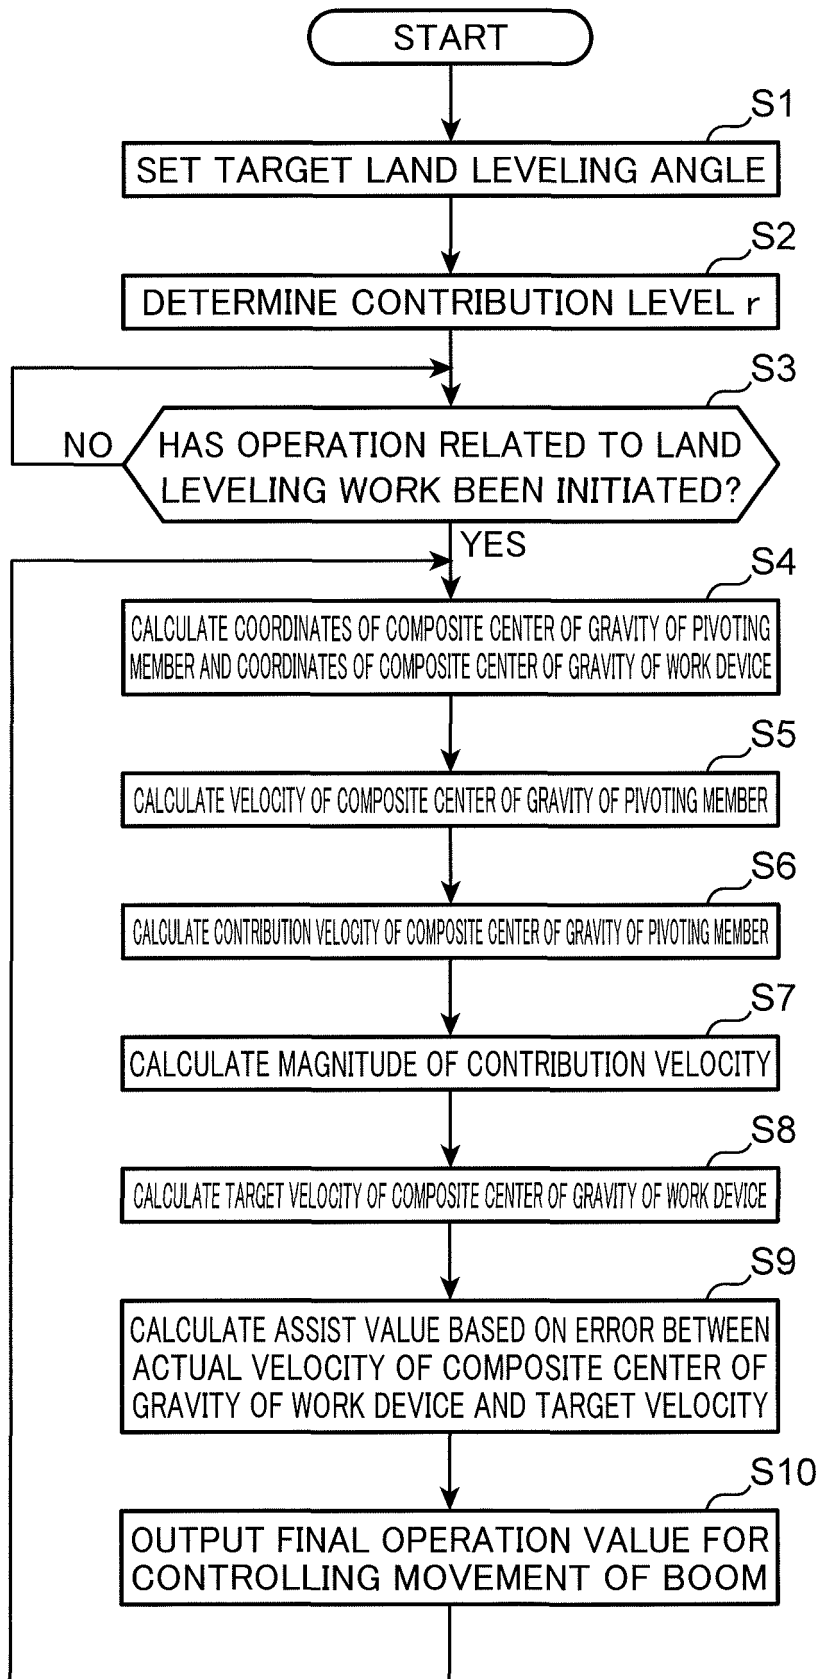 START
S1
SET TARGET LAND LEVELING ANGLE
S2
DETERMINE CONTRIBUTION LEVEL r
S3
NO
HAS OPERATION RELATED TO LAND
LEVELING WORK BEEN INITIATED?
YES
S4
CALCULATE COORDINATES OF COMPOSITE CENTER OF GRAVITY OF PIVOTING
MEMBER AND COORDINATES OF COMPOSITE CENTER OF GRAVITY OF WORK DEVICE
S5
CALCULATE VELOCITY OF COMPOSITE CENTER OF GRAVITY OF PIVOTING MEMBER
S6
CALCULATE CONTRIBUTION VELOCITY OF COMPOSITE CENTER OF GRAVITY OF PIVOTING MEMBER
S7
CALCULATE MAGNITUDE OF CONTRIBUTION VELOCITY
S8
CALCULATE TARGET VELOCITY OF COMPOSITE CENTER OF GRAVITY OF WORK DEVICE
S9
CALCULATE ASSIST VALUE BASED ON ERROR BETWEEN
ACTUAL VELOCITY OF COMPOSITE CENTER OF
GRAVITY OF WORK DEVICE AND TARGET VELOCITY
S10
OUTPUT FINAL OPERATION VALUE FOR
CONTROLLING MOVEMENT OF BOOM